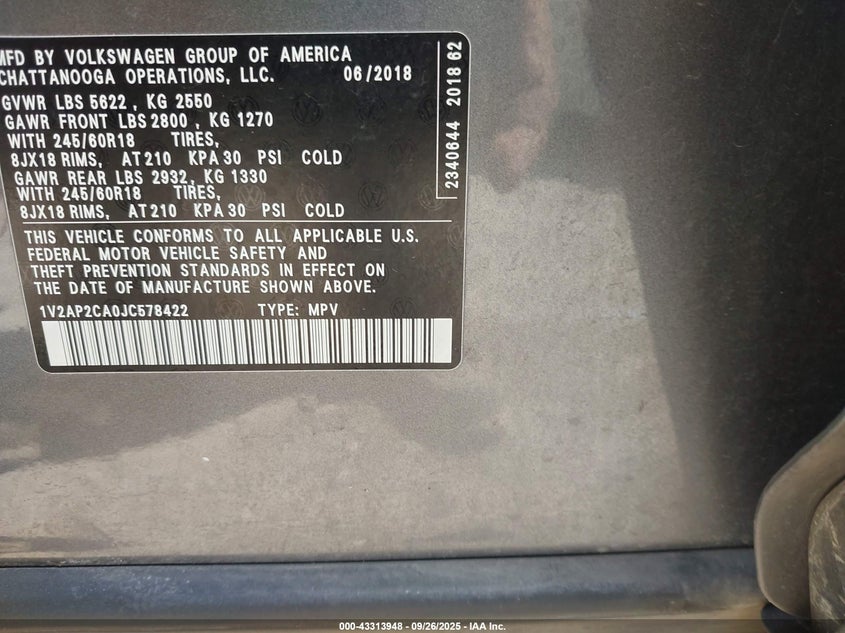 MFD BY VOLKSWAGEN GROUP OF AMERICA
CHATTANOOGA OPERATIONS, LLC. 06/2018
GVWR LBS 5622 , KG 2550
GAWR FRONT LBS 2800 , KG 1270
WITH 245/60R18 TIRES,
8JX18 RIMS, AT 210 KPA 30 PSI COLD
GAWR REAR LBS 2932, KG 1330
WITH 245/60R18 TIRES,
8JX18 RIMS, AT 210 KPA 30 PSI COLD
2340644 2018 62
THIS VEHICLE CONFORMS TO ALL APPLICABLE U.S.
FEDERAL MOTOR VEHICLE SAFETY AND
THEFT PREVENTION STANDARDS IN EFFECT ON
THE DATE OF MANUFACTURE SHOWN ABOVE.
1V2AP2CA0JC578422 TYPE: MPV
000-43313948 - 09/26/2025 - IAA Inc.